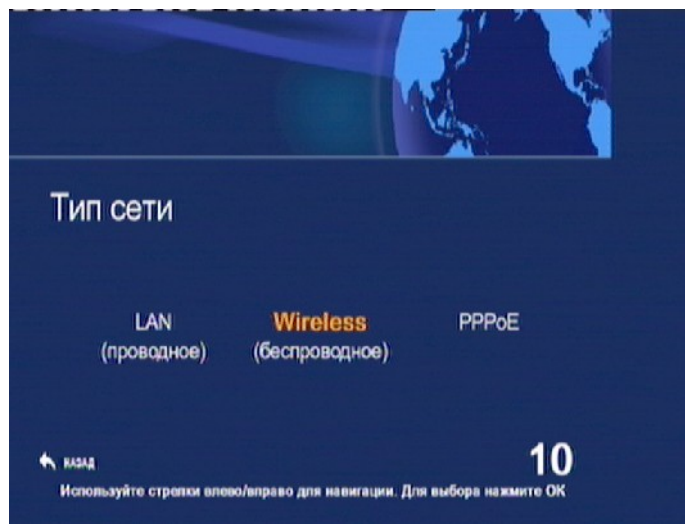 Тип сети
LAN
(проводное)
Wireless
(беспроводное)
PPPoE
НАЗАД
10
Используйте стрелки влево/вправо для навигации. Для выбора нажмите ОК